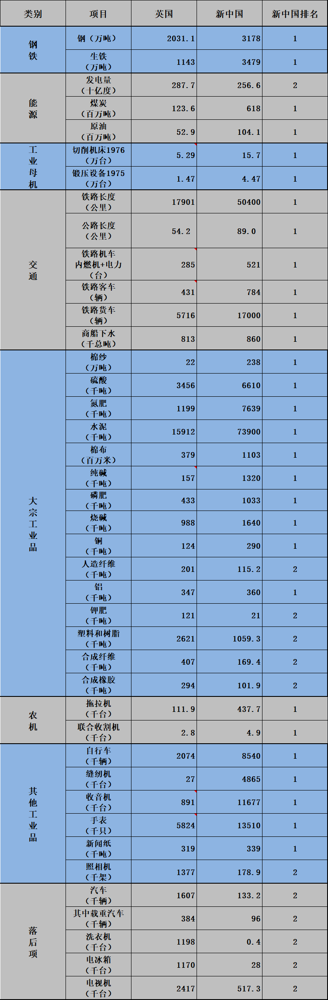 类别 项目 英国 新中国 新中国排名
钢铁
钢（万吨） 2031.1 3178 1
生铁
（万吨） 1143 3479 1
能源
发电量
（十亿度） 287.7 256.6 2
煤炭
（百万吨） 123.6 618 1
原油
（百万吨） 52.9 104.1 1
工业母机
切削机床1976
（万台） 5.29 15.7 1
锻压设备1975
（万台） 1.47 4.47 1
交通
铁路长度
（公里） 17901 50400 1
公路长度
（公里） 54.2 89.0 1
铁路机车
内燃机+电力
（台） 285 521 1
铁路客车
（辆） 431 784 1
铁路货车
（辆） 5716 17000 1
商船下水
（千总吨） 813 860 1
大宗工业品
棉纱
（万吨） 22 238 1
硫酸
（千吨） 3456 6610 1
氮肥
（千吨） 1199 7639 1
水泥
（千吨） 15912 73900 1
棉布
（百万米） 379 1103 1
纯碱
（千吨） 157 1320 1
磷肥
（千吨） 433 1033 1
烧碱
（千吨） 988 1640 1
铜
（千吨） 124 290 1
人造纤维
（千吨） 201 115.2 2
铝
（千吨） 347 360 1
钾肥
（千吨） 121 21 2
塑料和树脂
（千吨） 2621 1059.3 2
合成纤维
（千吨） 407 169.4 2
合成橡胶
（千吨） 294 101.9 2
农机
拖拉机
（千台） 111.9 437.7 1
联合收割机
（千台） 2.8 4.9 1
其他工业品
自行车
（千辆） 2074 8540 1
缝纫机
（千台） 27 4865 1
收音机
（千台） 891 11677 1
手表
（千只） 5824 13510 1
新闻纸
（千吨） 319 339 1
照相机
（千架） 1377 178.9 2
落后项
汽车
（千辆） 1607 133.2 2
其中载重汽车
（千辆） 384 96 2
洗衣机
（千台） 1198 0.4 2
电冰箱
（千台） 1170 28 2
电视机
（千台） 2417 517.3 2